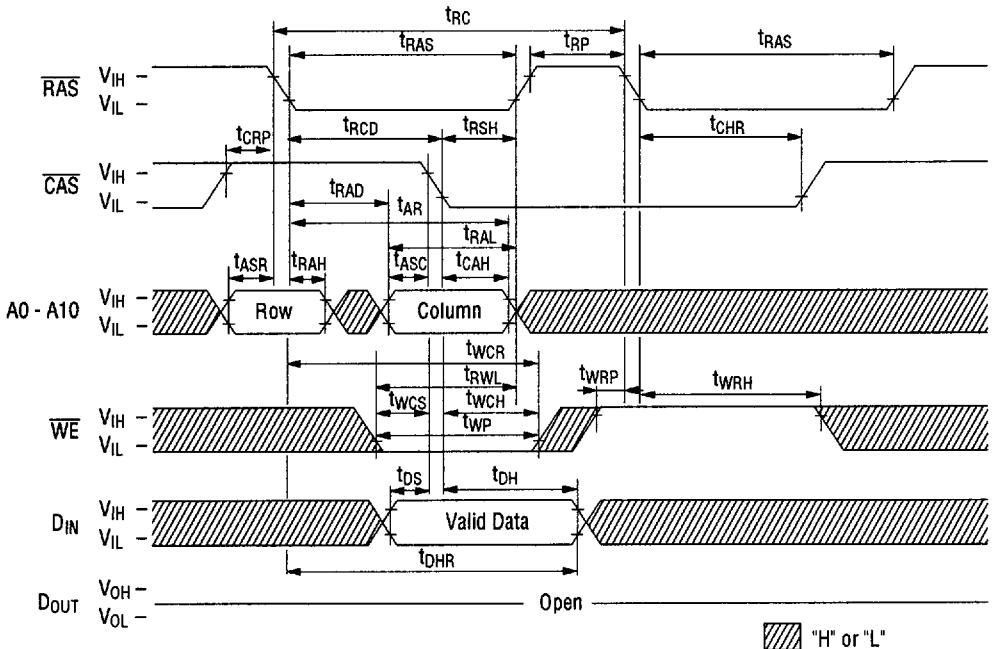 tRC
tRAS tRP tRAS
RAS VIH
VIL
tRCD tRSH tCHR
tCRP
CAS VIH
VIL
tRAD
tAR
tRAL
tASR tRAH tASC tCAH
A0 - A10 VIH
VIL
Row Column
tWCR
tRWL
tWRP tWRH
tWCS tWCH
WE VIH
VIL
tWP
tDS tDH
DIN VIH
VIL
Valid Data
tDHR
DOUT VOH
VOL
Open
"H" or "L"